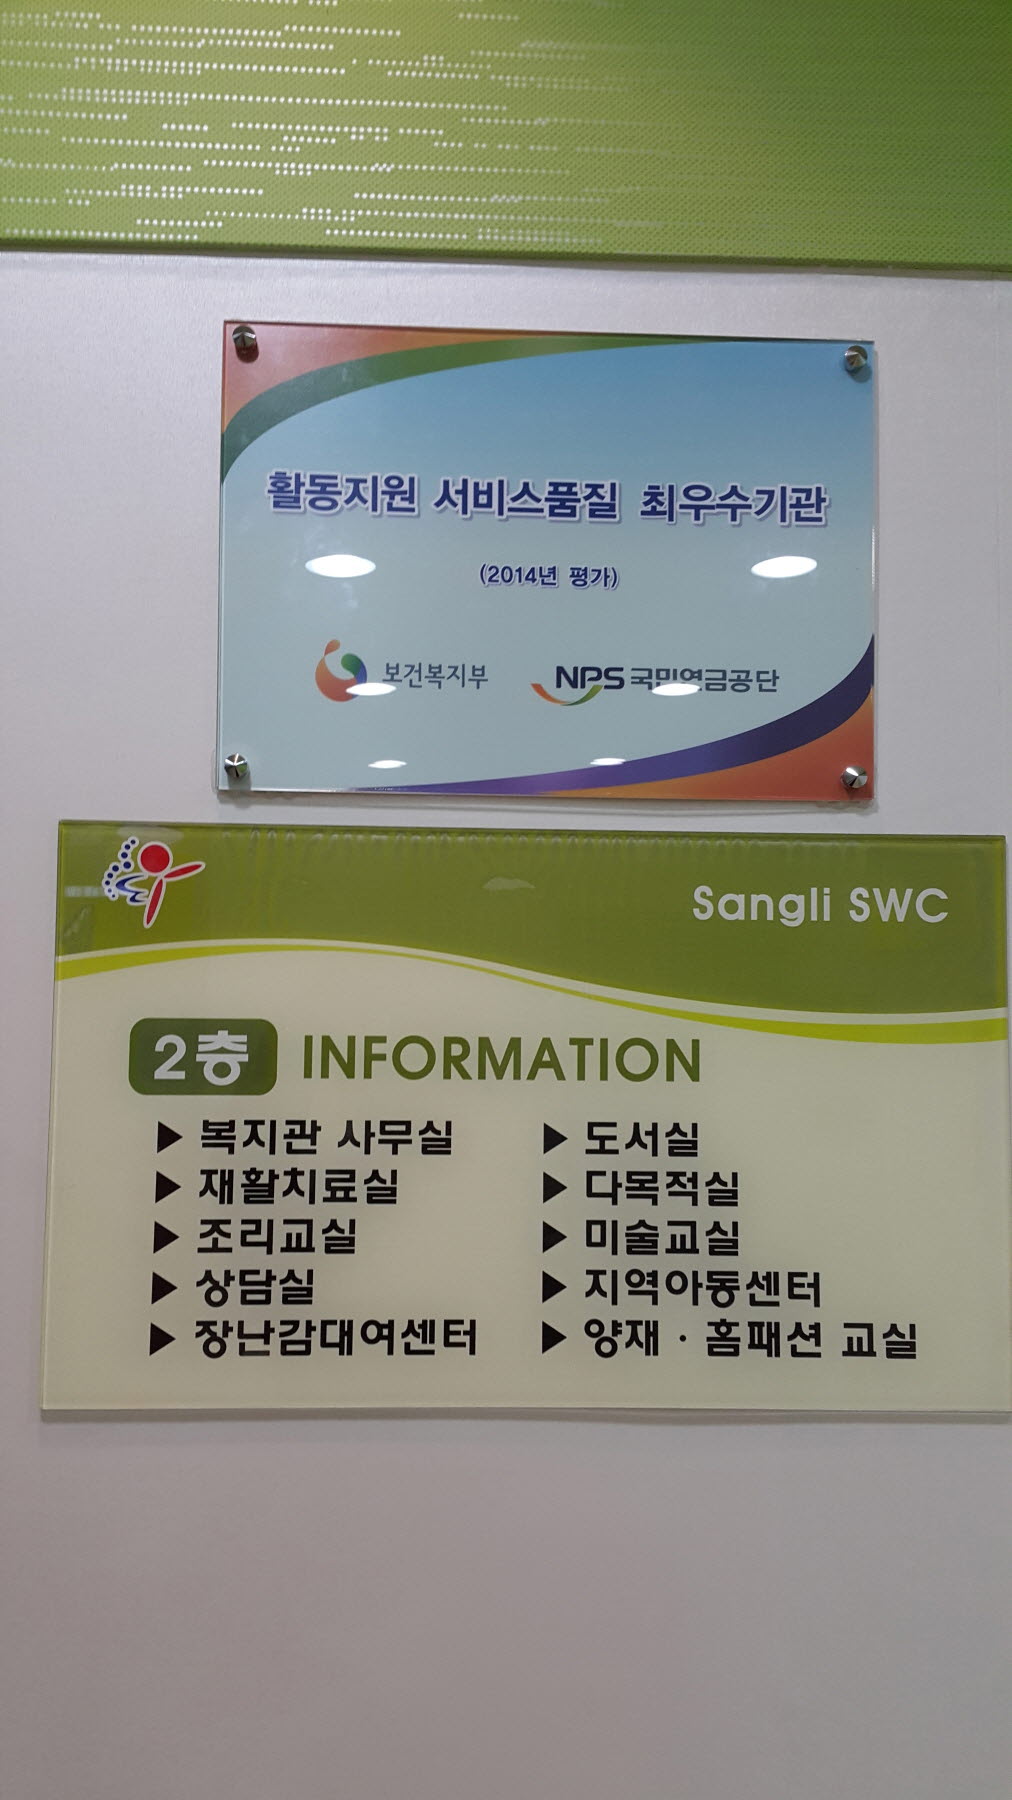 활동지원 서비스품질 최우수기관
(2014년 평가)
보건복지부 NPS 국민연금공단
Sangli SWC
2층 INFORMATION
▶ 복지관 사무실 ▶ 도서실
▶ 재활치료실 ▶ 다목적실
▶ 조리교실 ▶ 미술교실
▶ 상담실 ▶ 지역아동센터
▶ 장난감대여센터 ▶ 양재 · 홈패션 교실